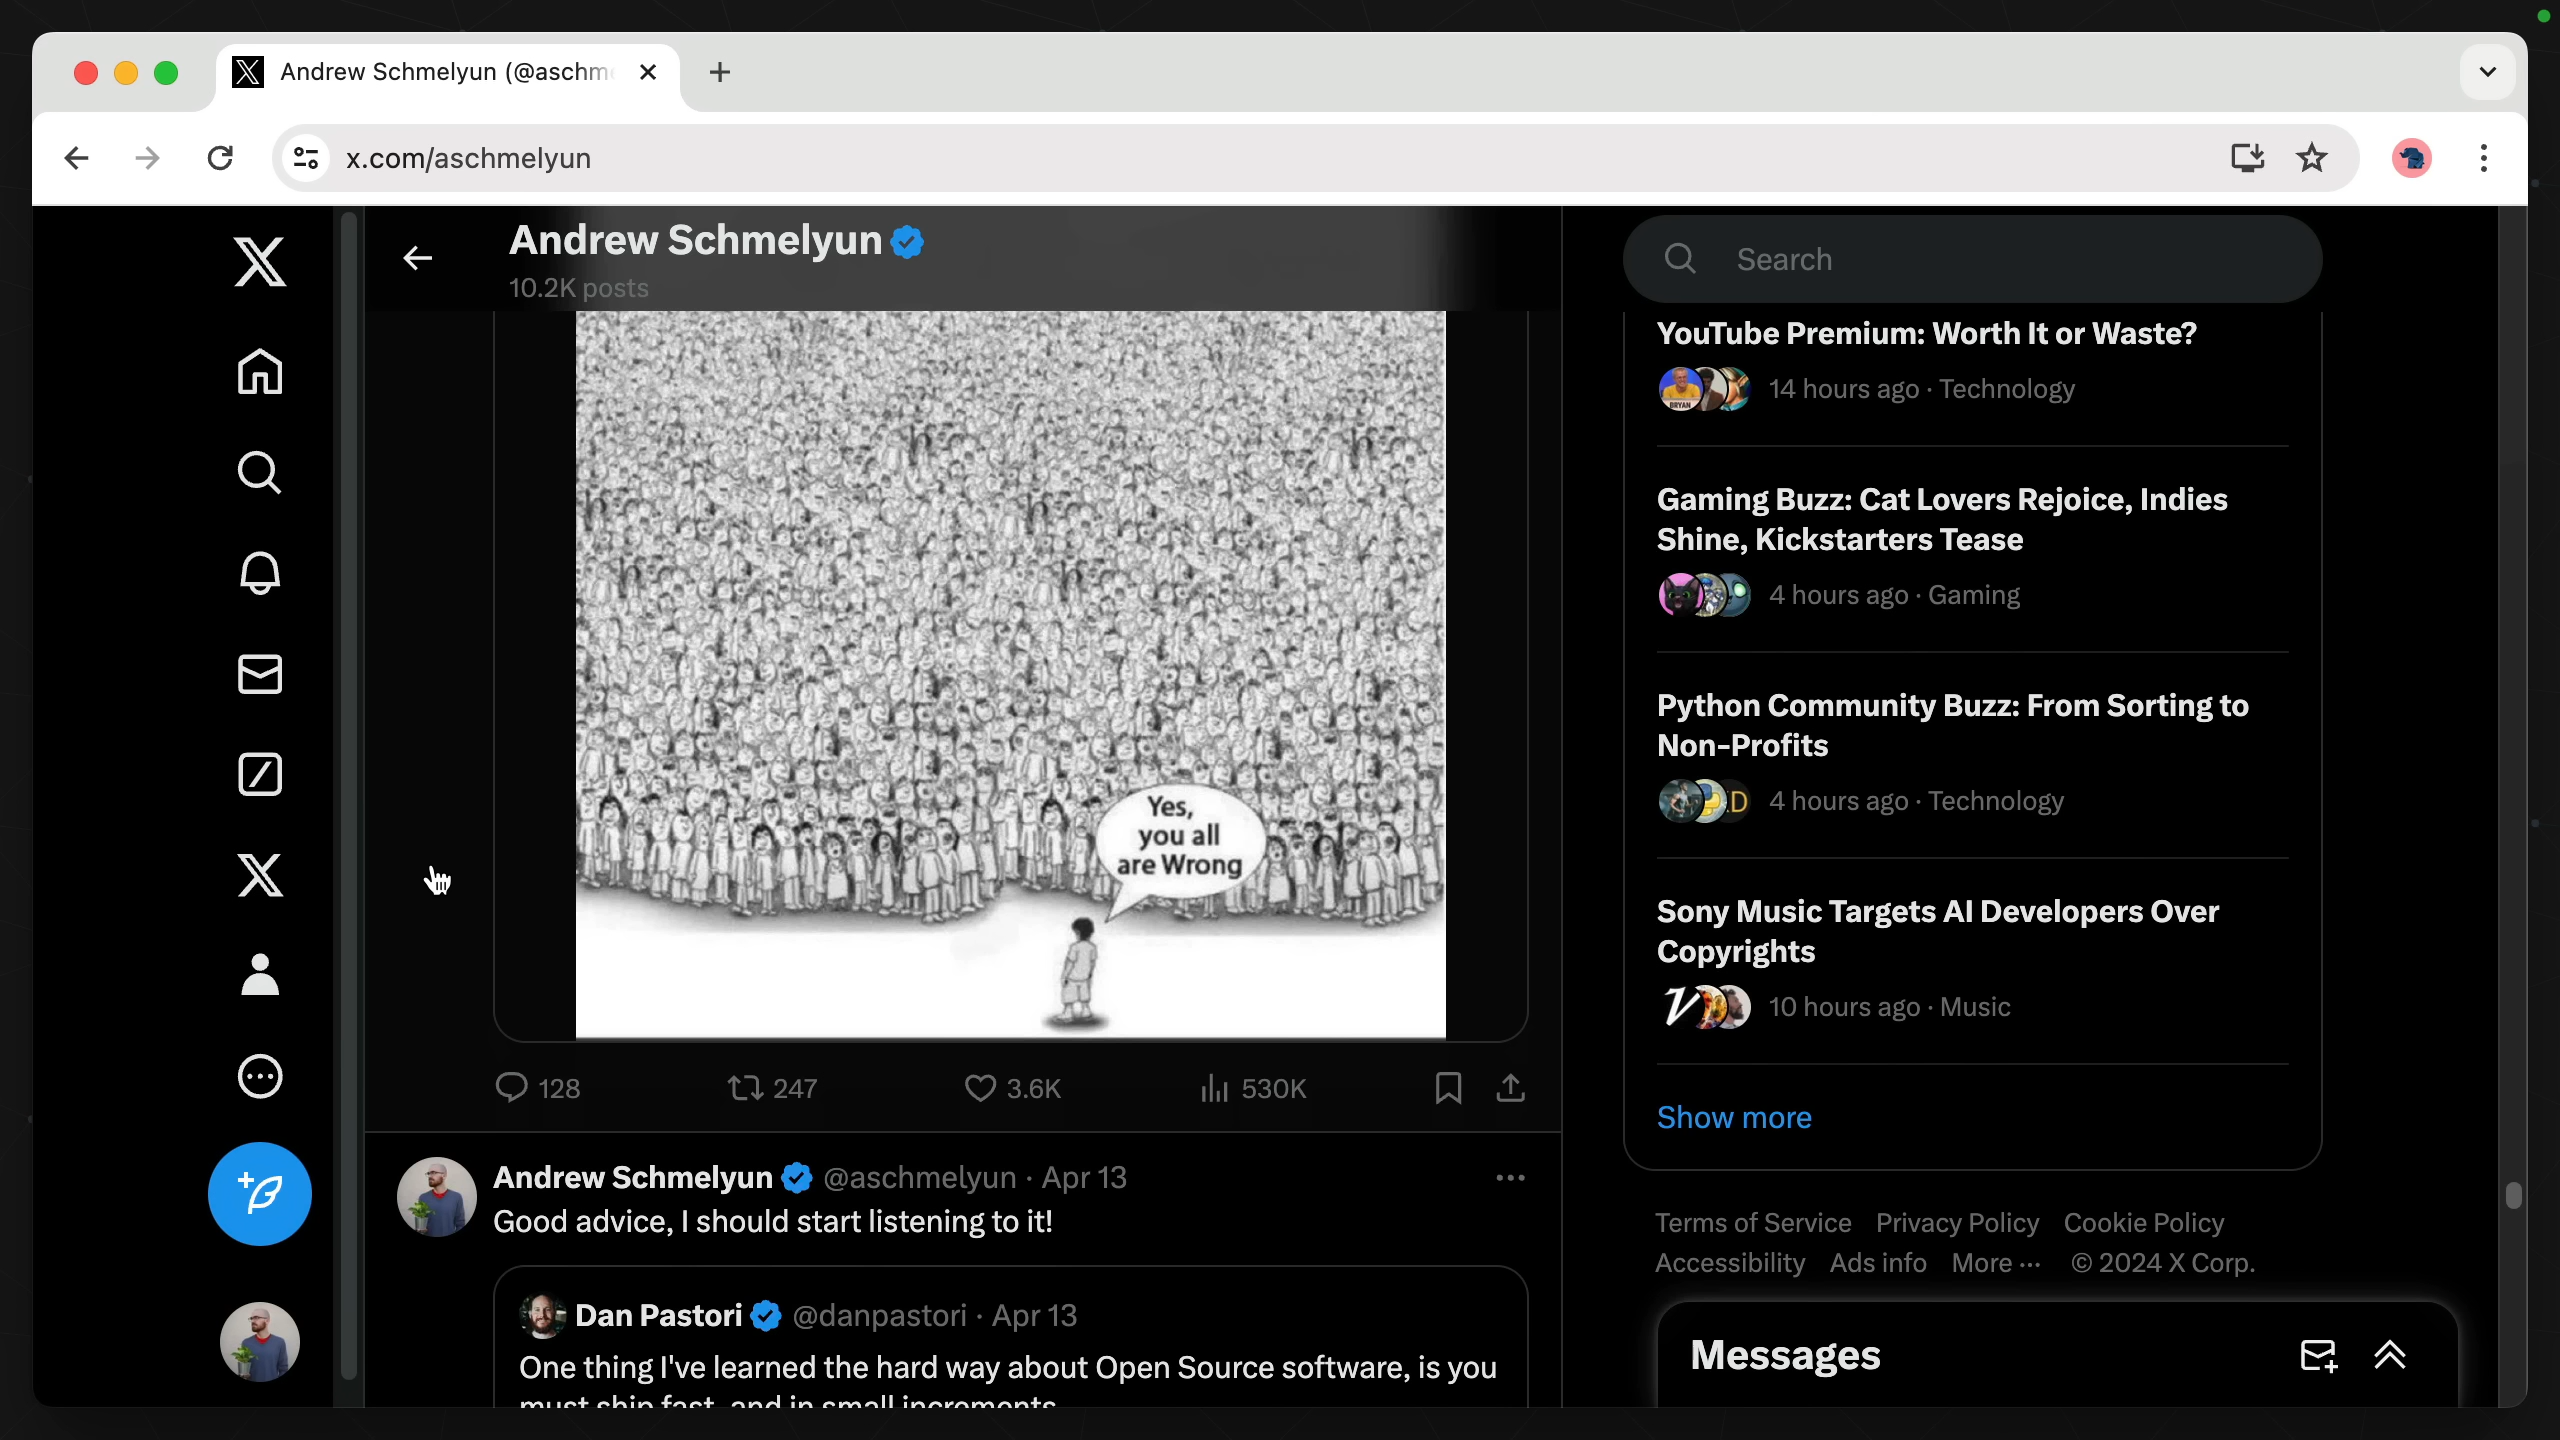 Andrew Schmelyun (@aschm
x.com/aschmelyun
Andrew Schmelyun
10.2K posts
Yes,
you all
are Wrong
128
247
3.6K
530K
Andrew Schmelyun @aschmelyun · Apr 13
Good advice, I should start listening to it!
Dan Pastori @danpastori · Apr 13
One thing I've learned the hard way about Open Source software, is you
must ship fast, and in small increments.
Search
YouTube Premium: Worth It or Waste?
BRYAN
14 hours ago · Technology
Gaming Buzz: Cat Lovers Rejoice, Indies
Shine, Kickstarters Tease
4 hours ago · Gaming
Python Community Buzz: From Sorting to
Non-Profits
4 hours ago · Technology
Sony Music Targets AI Developers Over
Copyrights
10 hours ago · Music
Show more
Terms of Service Privacy Policy Cookie Policy
Accessibility Ads info More ··· © 2024 X Corp.
Messages